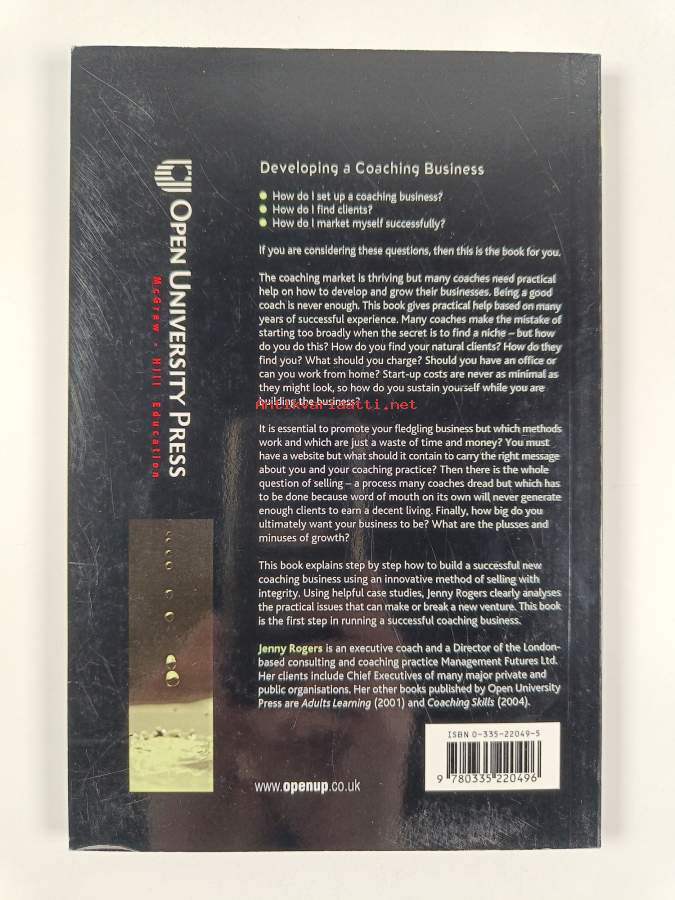 Developing a Coaching Business
How do I set up a coaching business?
How do I find clients?
How do I market myself successfully?
If you are considering these questions, then this is the book for you.
The coaching market is thriving but many coaches need practical
help on how to develop and grow their businesses. Being a good
coach is never enough. This book gives practical help based on many
years of successful experience. Many coaches make the mistake of
starting too broadly when the secret is to find a niche – but how
do you do this? How do you find your natural clients? How do they
find you? What should you charge? Should you have an office or
can you work from home? Start-up costs are never as minimal as
they might look, so how do you sustain yourself while you are
building the business?
Antikvariaatti.net
It is essential to promote your fledgling business but which methods
work and which are just a waste of time and money? You must
have a website but what should it contain to carry the right message
about you and your coaching practice? Then there is the whole
question of selling – a process many coaches dread but which has
to be done because word of mouth on its own will never generate
enough clients to earn a decent living. Finally, how big do you
ultimately want your business to be? What are the plusses and
minuses of growth?
This book explains step by step how to build a successful new
coaching business using an innovative method of selling with
integrity. Using helpful case studies, Jenny Rogers clearly analyses
the practical issues that can make or break a new venture. This book
is the first step in running a successful coaching business.
Jenny Rogers is an executive coach and a Director of the London-
based consulting and coaching practice Management Futures Ltd.
Her clients include Chief Executives of many major private and
public organisations. Her other books published by Open University
Press are Adults Learning (2001) and Coaching Skills (2004).
OPEN UNIVERSITY PRESS
McGraw - Hill Education
www.openup.co.uk
ISBN 0-335-22049-5
9 780335 220496